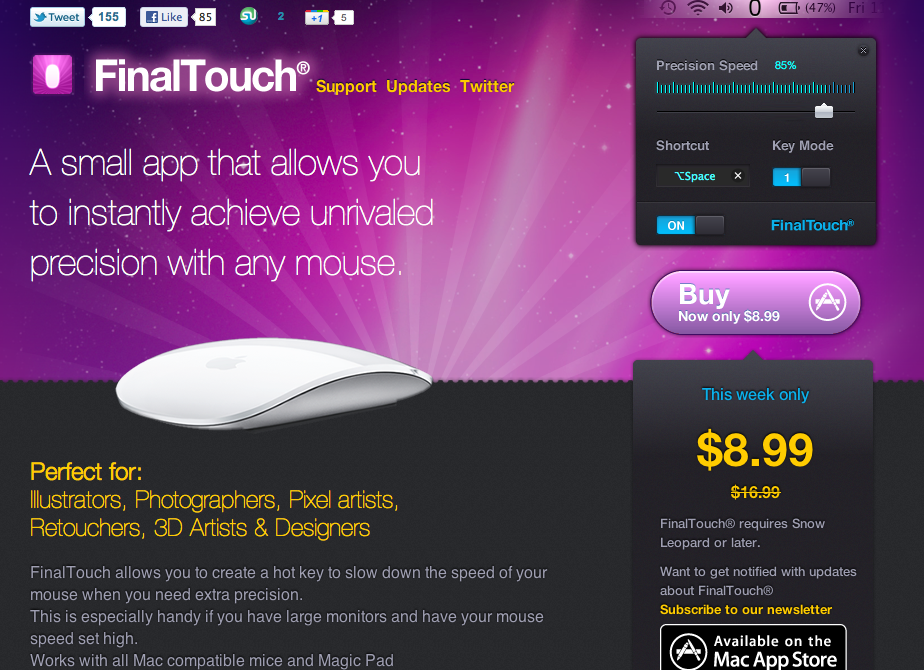 Tweet 155 Like 85 2 +1 5
0 (47%) Fri 1
FinalTouch® Support Updates Twitter
A small app that allows you
to instantly achieve unrivaled
precision with any mouse.
Precision Speed 85%
Shortcut Key Mode
⌥Space ✕ 1
ON FinalTouch®
Buy
Now only $8.99
This week only
$8.99
$16.99
FinalTouch® requires Snow
Leopard or later.
Want to get notified with updates
about FinalTouch®
Subscribe to our newsletter
Available on the
Mac App Store
Perfect for:
Illustrators, Photographers, Pixel artists,
Retouchers, 3D Artists & Designers
FinalTouch allows you to create a hot key to slow down the speed of your
mouse when you need extra precision.
This is especially handy if you have large monitors and have your mouse
speed set high.
Works with all Mac compatible mice and Magic Pad